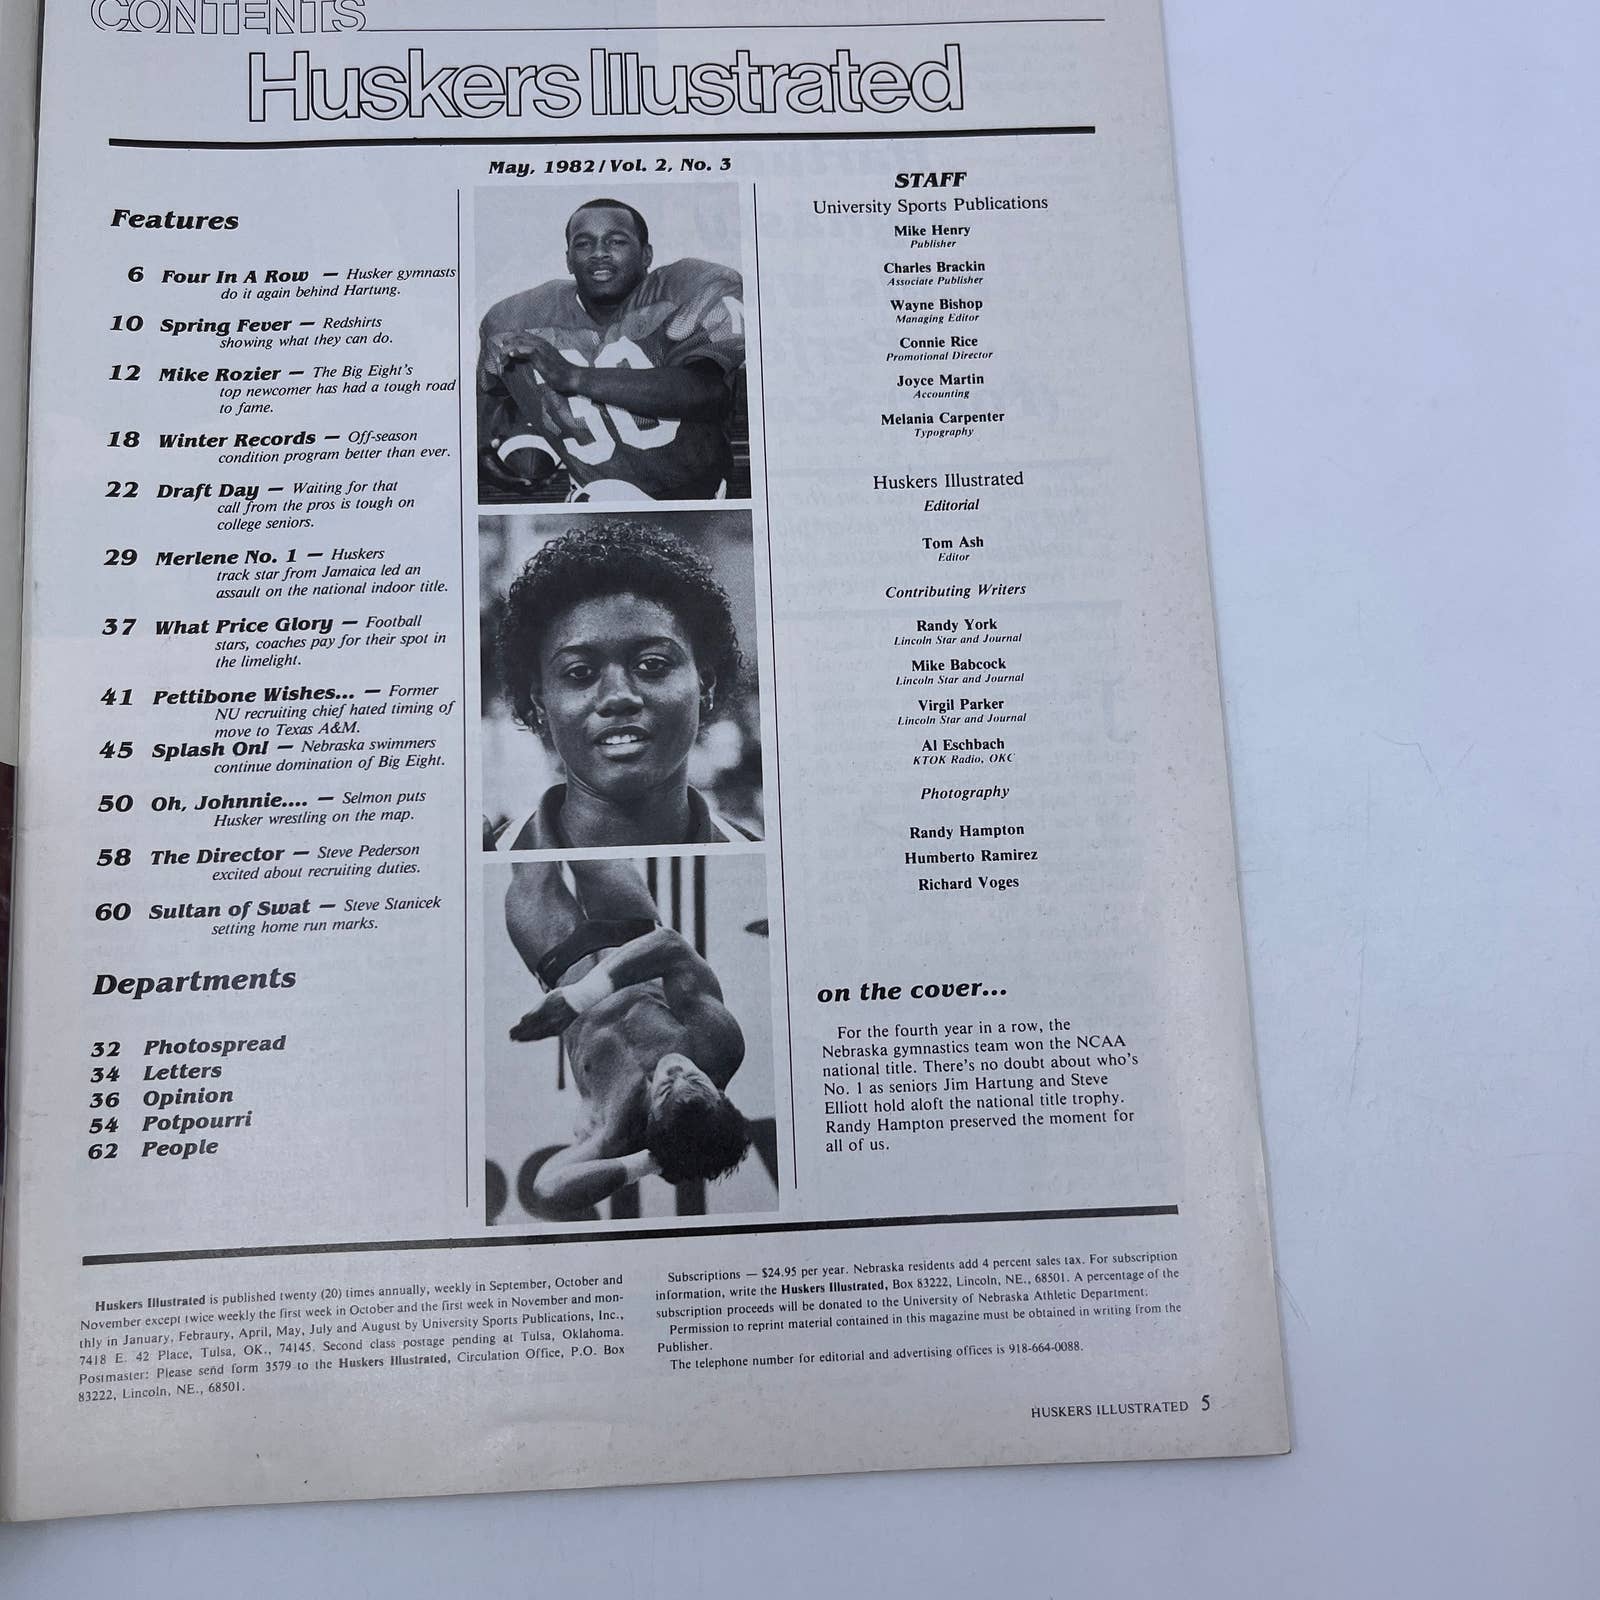 CONTENTS
Huskers Illustrated
May, 1982/Vol. 2, No. 3
Features
6 Four In A Row — Husker gymnasts
do it again behind Hartung.
10 Spring Fever — Redshirts
showing what they can do.
12 Mike Rozier — The Big Eight's
top newcomer has had a tough road
to fame.
18 Winter Records — Off-season
condition program better than ever.
22 Draft Day — Waiting for that
call from the pros is tough on
college seniors.
29 Merlene No. 1 — Huskers
track star from Jamaica led an
assault on the national indoor title.
37 What Price Glory — Football
stars, coaches pay for their spot in
the limelight.
41 Pettibone Wishes... — Former
NU recruiting chief hated timing of
move to Texas A&M.
45 Splash On! — Nebraska swimmers
continue domination of Big Eight.
50 Oh, Johnnie.... — Selmon puts
Husker wrestling on the map.
58 The Director — Steve Pederson
excited about recruiting duties.
60 Sultan of Swat — Steve Stanicek
setting home run marks.
Departments
32 Photospread
34 Letters
36 Opinion
54 Potpourri
62 People
30
STAFF
University Sports Publications
Mike Henry
Publisher
Charles Brackin
Associate Publisher
Wayne Bishop
Managing Editor
Connie Rice
Promotional Director
Joyce Martin
Accounting
Melania Carpenter
Typography
Huskers Illustrated
Editorial
Tom Ash
Editor
Contributing Writers
Randy York
Lincoln Star and Journal
Mike Babcock
Lincoln Star and Journal
Virgil Parker
Lincoln Star and Journal
Al Eschbach
KTOK Radio, OKC
Photography
Randy Hampton
Humberto Ramirez
Richard Voges
on the cover...
For the fourth year in a row, the
Nebraska gymnastics team won the NCAA
national title. There's no doubt about who's
No. 1 as seniors Jim Hartung and Steve
Elliott hold aloft the national title trophy.
Randy Hampton preserved the moment for
all of us.
Huskers Illustrated is published twenty (20) times annually, weekly in September, October and
November except twice weekly the first week in October and the first week in November and mon-
thly in January, Febraury, April, May, July and August by University Sports Publications, Inc.,
7418 E. 42 Place, Tulsa, OK., 74145. Second class postage pending at Tulsa, Oklahoma.
Postmaster: Please send form 3579 to the Huskers Illustrated, Circulation Office, P.O. Box
83222, Lincoln, NE., 68501.
Subscriptions — $24.95 per year. Nebraska residents add 4 percent sales tax. For subscription
information, write the Huskers Illustrated, Box 83222, Lincoln, NE., 68501. A percentage of the
subscription proceeds will be donated to the University of Nebraska Athletic Department.
Permission to reprint material contained in this magazine must be obtained in writing from the
Publisher.
The telephone number for editorial and advertising offices is 918-664-0088.
HUSKERS ILLUSTRATED 5